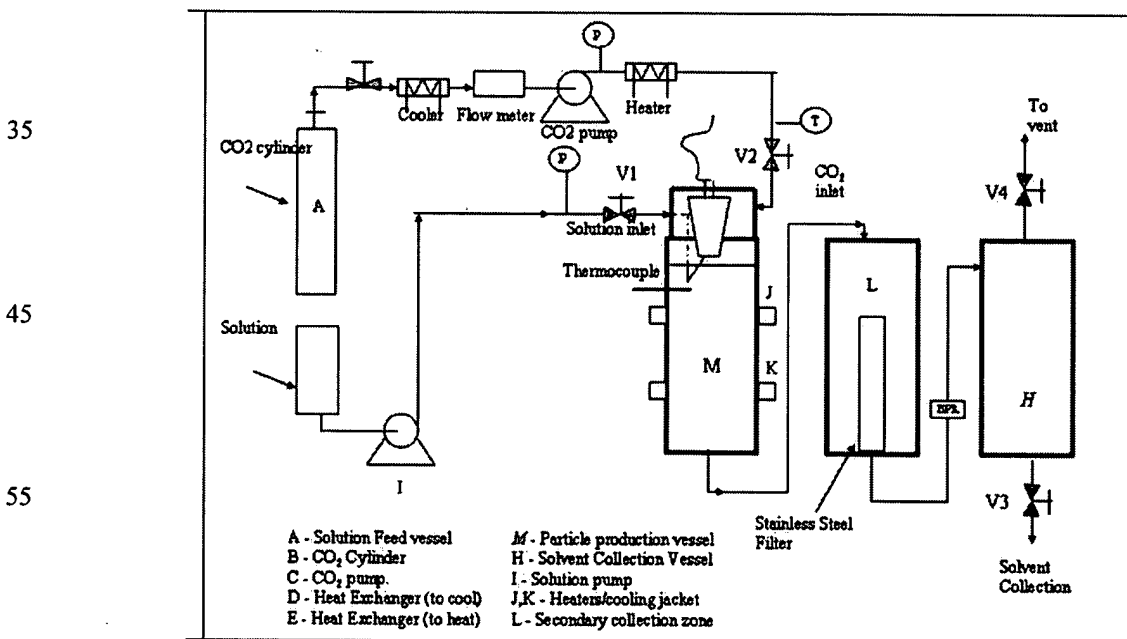 P
35
Cooler
Flow meter
CO2 pump
Heater
To
vent
CO2 cylinder
P
T
V1
V2
CO2
inlet
V4
A
Solution inlet
Thermocouple
45
J
L
Solution
M
K
BPR
H
I
55
V3
Stainless Steel
Filter
Solvent
Collection
A - Solution Feed vessel
B - CO2 Cylinder
C - CO2 pump.
D - Heat Exchanger (to cool)
E - Heat Exchanger (to heat)
M - Particle production vessel
H - Solvent Collection Vessel
I - Solution pump
J,K - Heaters/cooling jacket
L - Secondary collection zone